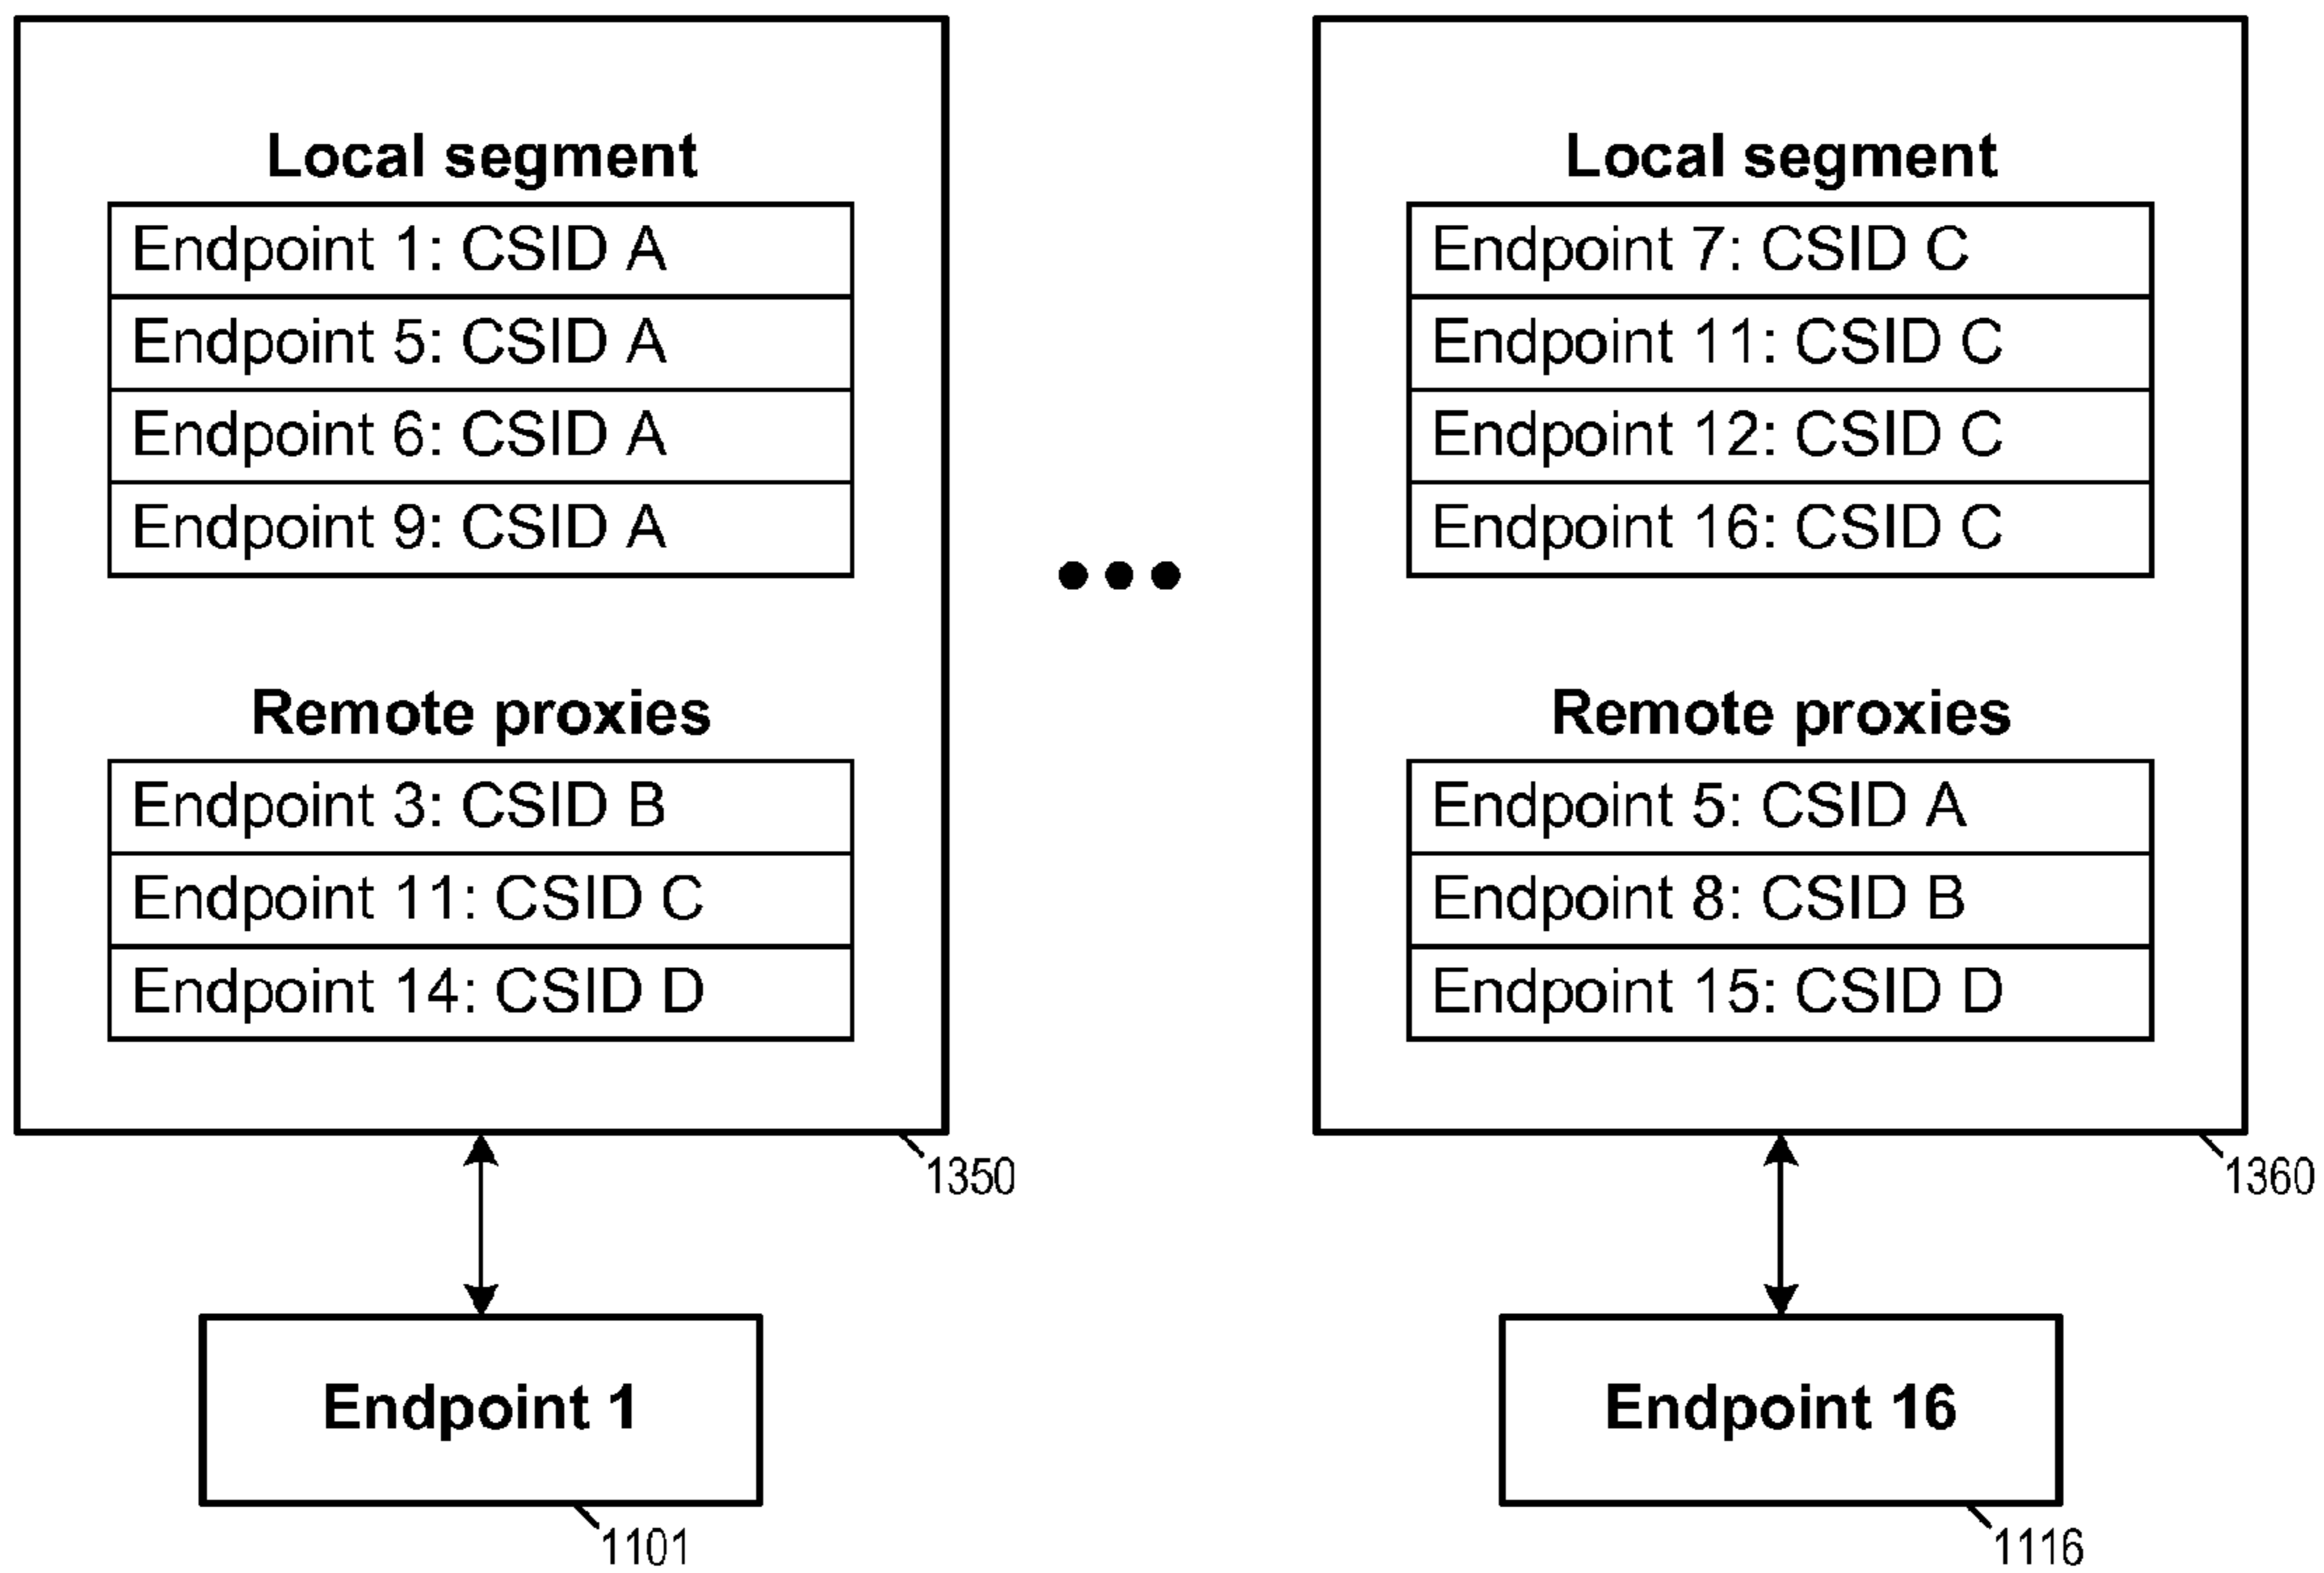 Local segment
Endpoint 1: CSID A
Endpoint 5: CSID A
Endpoint 6: CSID A
Endpoint 9: CSID A
Remote proxies
Endpoint 3: CSID B
Endpoint 11: CSID C
Endpoint 14: CSID D
1350
Endpoint 1
1101
Local segment
Endpoint 7: CSID C
Endpoint 11: CSID C
Endpoint 12: CSID C
Endpoint 16: CSID C
Remote proxies
Endpoint 5: CSID A
Endpoint 8: CSID B
Endpoint 15: CSID D
1360
Endpoint 16
1116